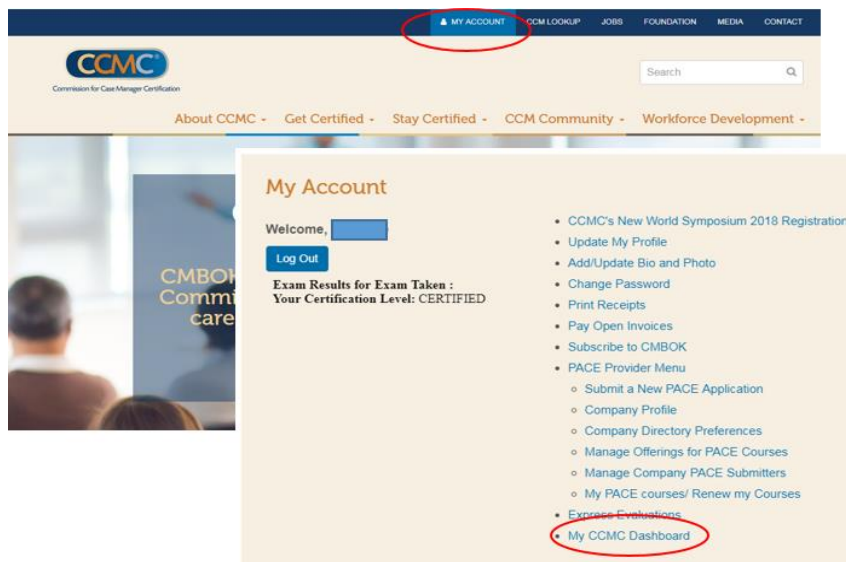 MY ACCOUNT CCM LOOKUP JOBS FOUNDATION MEDIA CONTACT
CCMC
Commission for Case Manager Certification
Search
About CCMC Get Certified Stay Certified CCM Community Workforce Development
CMBOK
Commi
care
My Account
Welcome,
Log Out
Exam Results for Exam Taken :
Your Certification Level: CERTIFIED
• CCMC's New World Symposium 2018 Registration
• Update My Profile
• Add/Update Bio and Photo
• Change Password
• Print Receipts
• Pay Open Invoices
• Subscribe to CMBOK
• PACE Provider Menu
◦ Submit a New PACE Application
◦ Company Profile
◦ Company Directory Preferences
◦ Manage Offerings for PACE Courses
◦ Manage Company PACE Submitters
◦ My PACE courses/ Renew my Courses
• Express Evaluations
• My CCMC Dashboard